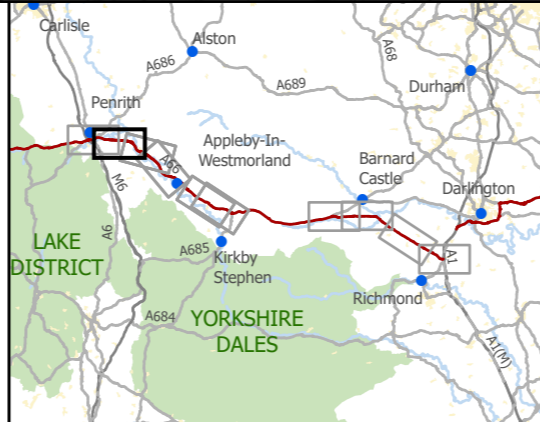 Carlisle
Alston
A686
A68
A689
Durham
Penrith
Appleby-In-
Westmorland
A66
Barnard
Castle
Darlington
M6
A6
LAKE
DISTRICT
A685
Kirkby
Stephen
A1
Richmond
A684
YORKSHIRE
DALES
A1(M)